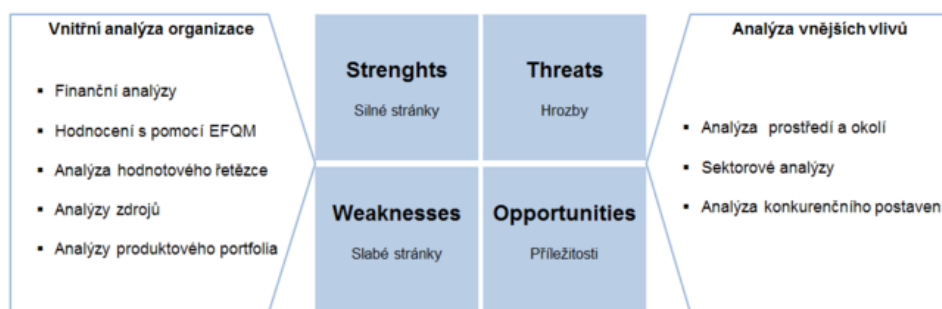 Vnitřní analýza organizace
▪ Finanční analýzy
▪ Hodnocení s pomocí EFQM
▪ Analýza hodnotového řetězce
▪ Analýzy zdrojů
▪ Analýzy produktového portfolia
Strenghts
Silné stránky
Threats
Hrozby
Weaknesses
Slabé stránky
Opportunities
Příležitosti
Analýza vnějších vlivů
▪ Analýza prostředí a okolí
▪ Sektorové analýzy
▪ Analýza konkurenčního postaven